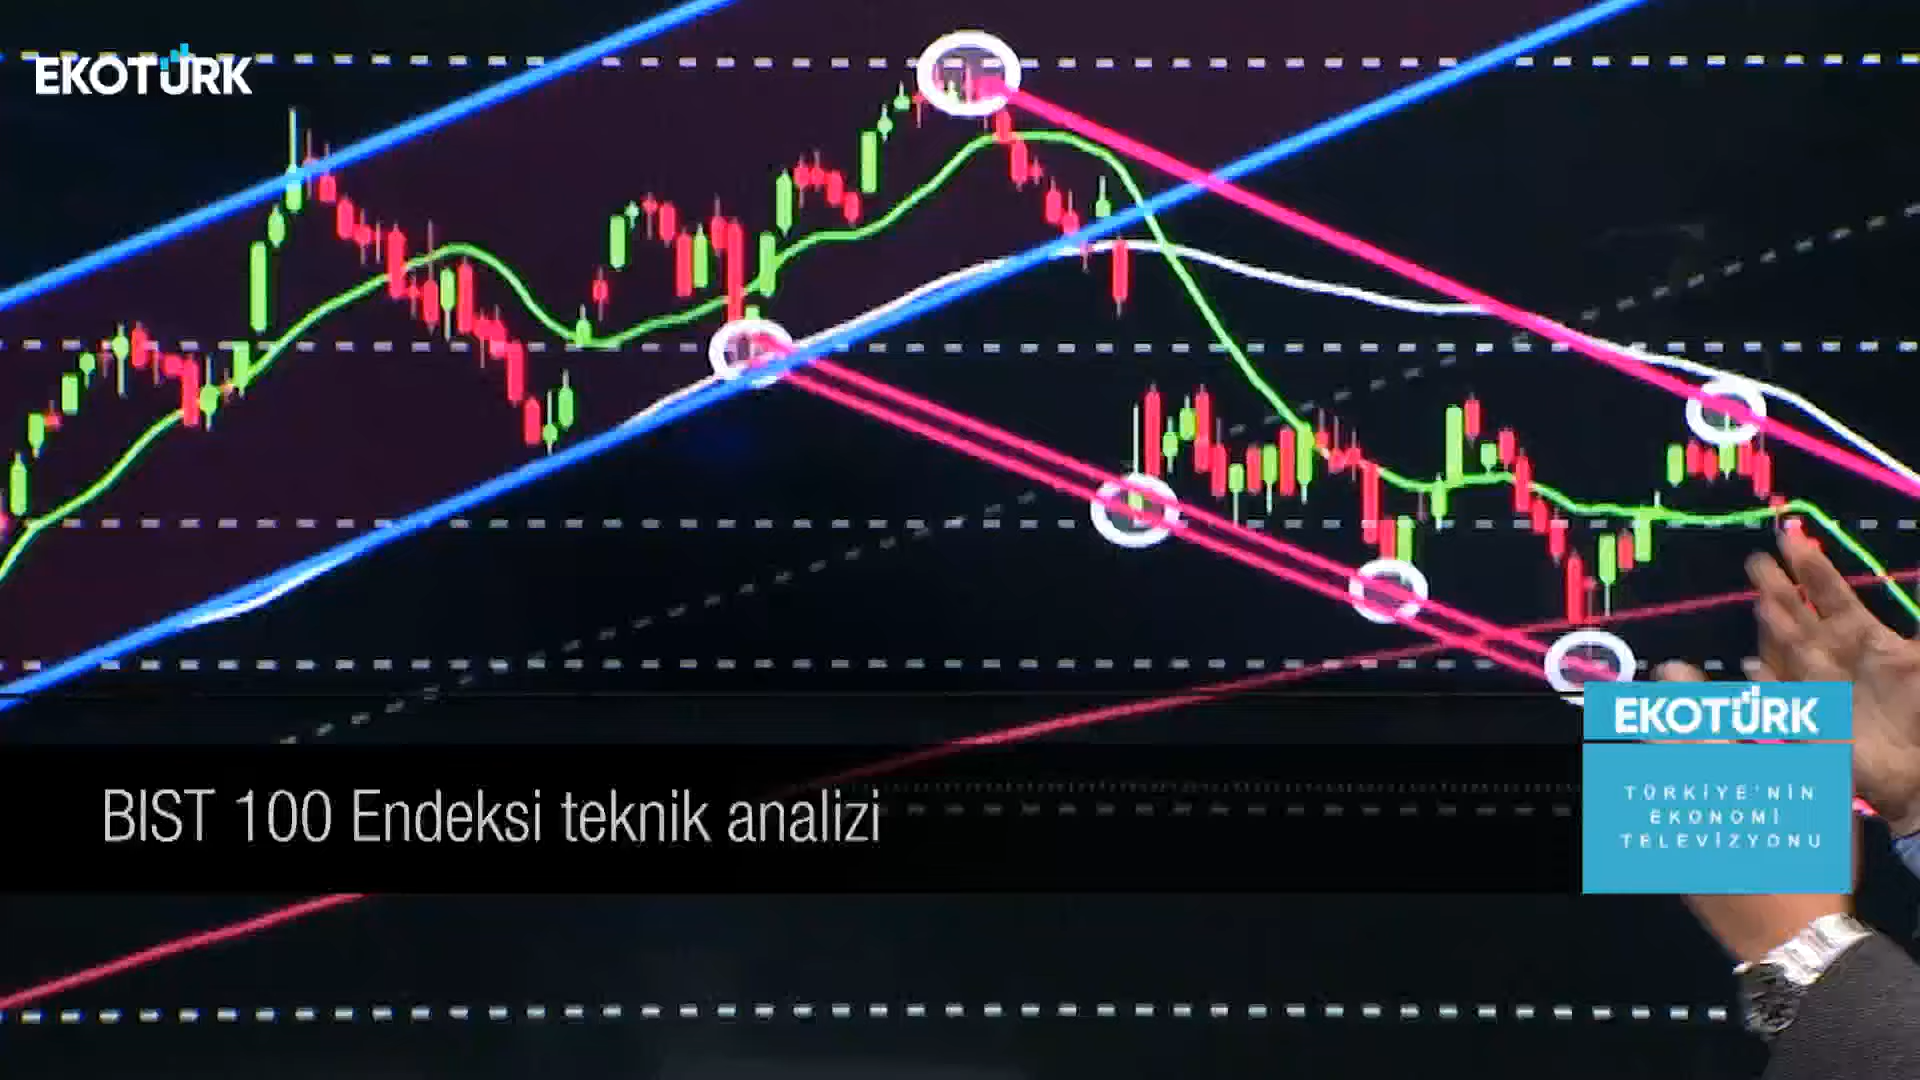 EKOTÜRK
BIST 100 Endeksi teknik analizi
EKOTÜRK
TÜRKİYE'NİN
EKONOMİ
TELEVİZYONU